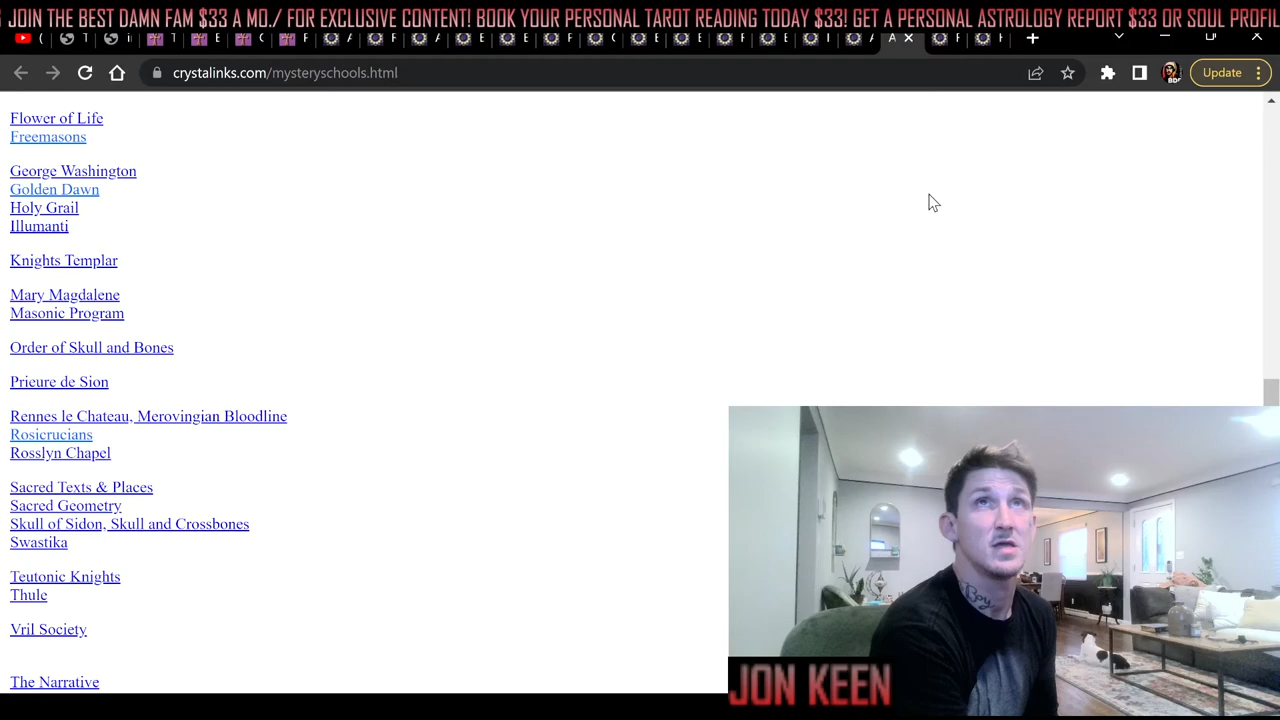 JOIN THE BEST DAMN FAM $33 A MO./ FOR EXCLUSIVE CONTENT! BOOK YOUR PERSONAL TAROT READING TODAY $33! GET A PERSONAL ASTROLOGY REPORT $33 OR SOUL PROFIL
crystalinks.com/mysteryschools.html
Update
Flower of Life
Freemasons
George Washington
Golden Dawn
Holy Grail
Illumanti
Knights Templar
Mary Magdalene
Masonic Program
Order of Skull and Bones
Prieure de Sion
Rennes le Chateau, Merovingian Bloodline
Rosicrucians
Rosslyn Chapel
Sacred Texts & Places
Sacred Geometry
Skull of Sidon, Skull and Crossbones
Swastika
Teutonic Knights
Thule
Vril Society
The Narrative
Boy
JON KEEN